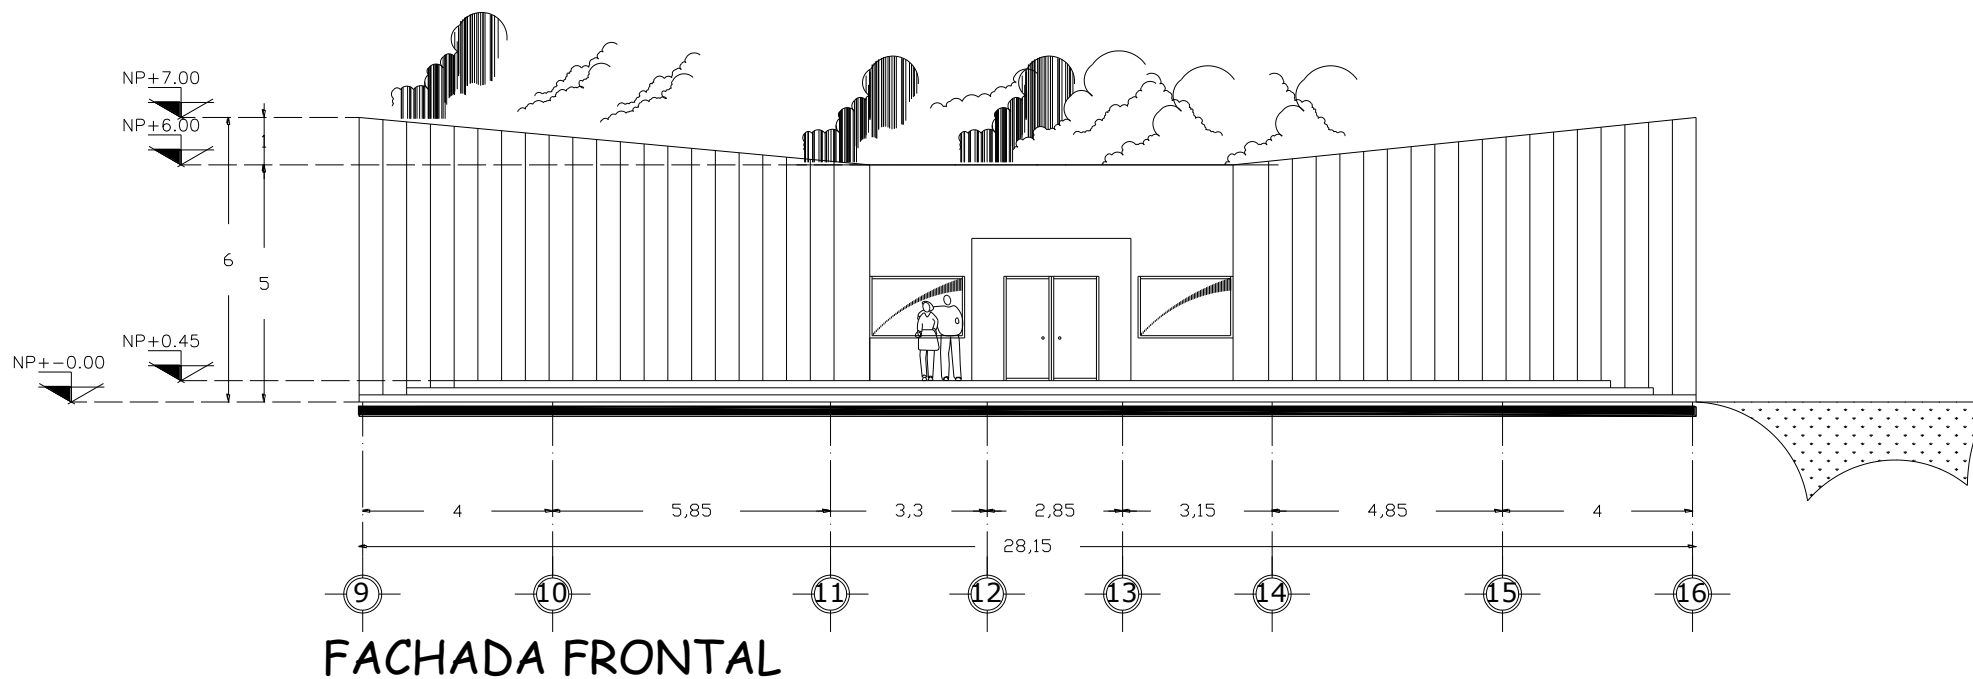 NP+7.00
NP+6.00
1
6
5
NP+0.45
NP+-0.00
4 5,85 3,3 2,85 3,15 4,85 4
28,15
9 10 11 12 13 14 15 16
FACHADA FRONTAL